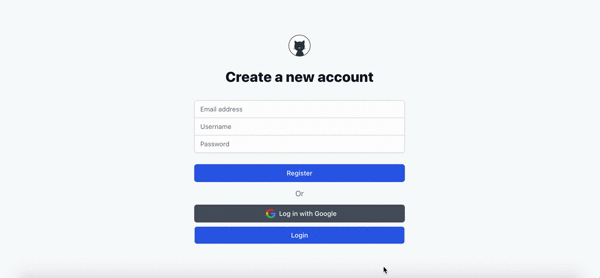 Create a new account
Email address
Username
Password
Register
Or
Log in with Google
Login